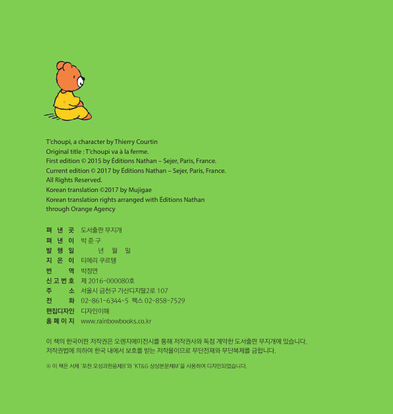 T'choupi, a character by Thierry Courtin
Original title : T'choupi va à la ferme.
First edition © 2015 by Éditions Nathan – Sejer, Paris, France.
Current edition © 2017 by Éditions Nathan – Sejer, Paris, France.
All Rights Reserved.
Korean translation ©2017 by Mujigae
Korean translation rights arranged with Éditions Nathan
through Orange Agency
펴 낸 곳 도서출판 무지개
펴 낸 이 박 준 구
발 행 일 년 월 일
지 은 이 티에리 쿠르탱
번 역 박정연
신 고 번 호 제 2016-000080호
주 소 서울시 금천구 가산디지털2로 107
전 화 02-861-6344~5 팩스 02-858-7529
편집디자인 디자인이해
홈 페 이 지 www.rainbowbooks.co.kr
이 책의 한국어판 저작권은 오렌지에이전시를 통해 저작권사와 독점 계약한 도서출판 무지개에 있습니다.
저작권법에 의하여 한국 내에서 보호를 받는 저작물이므로 무단전재와 무단복제를 금합니다.
※ 이 책은 서체 '포천 오성과한음체R'와 'KT&G 상상본문체M'을 사용하여 디자인되었습니다.